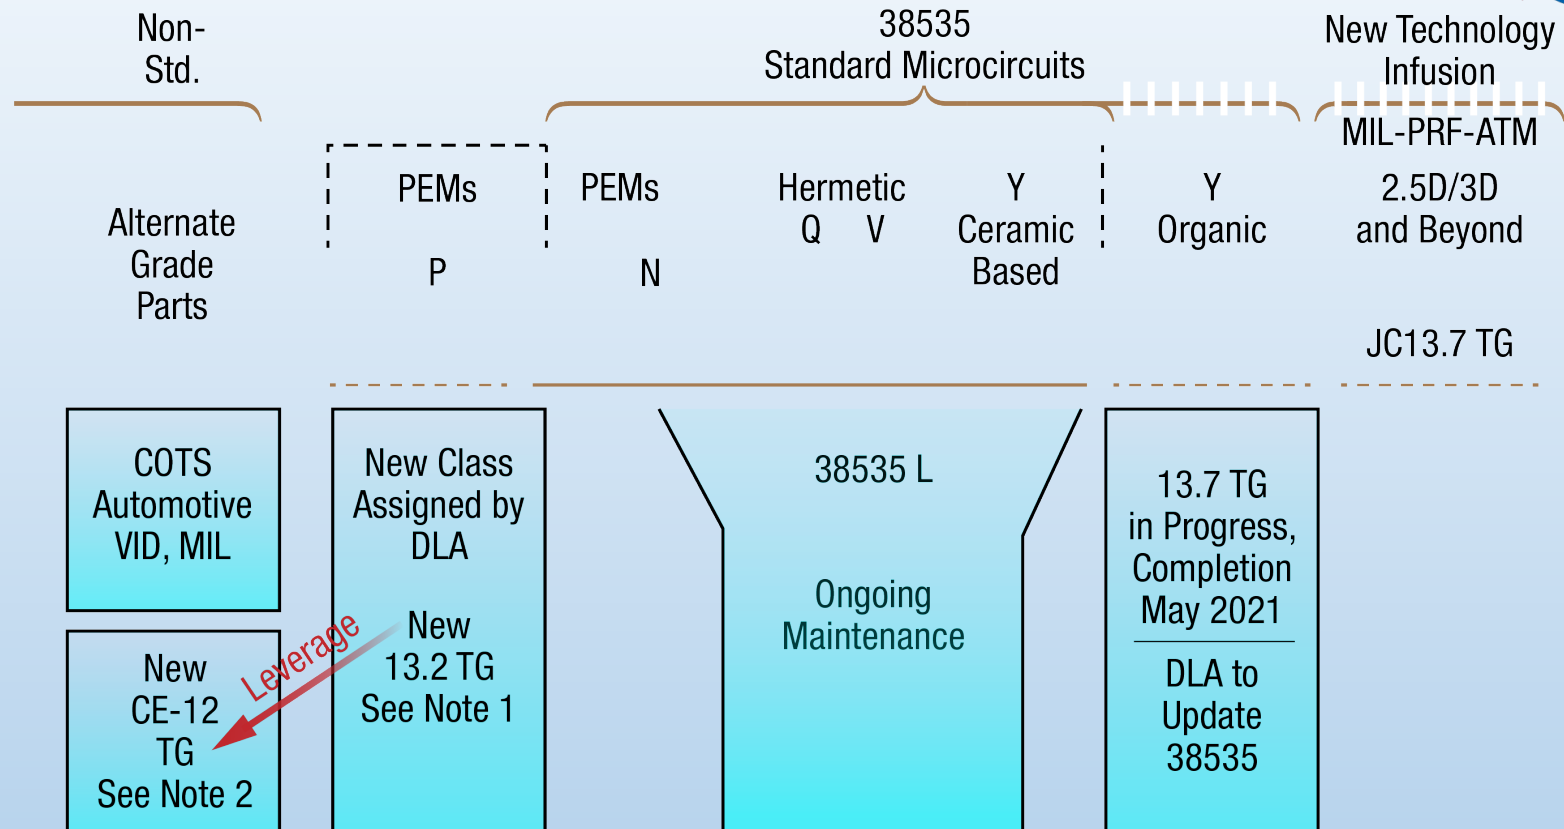 Non-
Std.
38535
Standard Microcircuits
New Technology
Infusion
MIL-PRF-ATM
Alternate
Grade
Parts
PEMs
P
PEMs
N
Hermetic
Q V
Y
Ceramic
Based
Y
Organic
2.5D/3D
and Beyond
JC13.7 TG
COTS
Automotive
VID, MIL
New
CE-12
TG
See Note 2
Leverage
New Class
Assigned by
DLA
New
13.2 TG
See Note 1
38535 L
Ongoing
Maintenance
13.7 TG
in Progress,
Completion
May 2021
DLA to
Update
38535